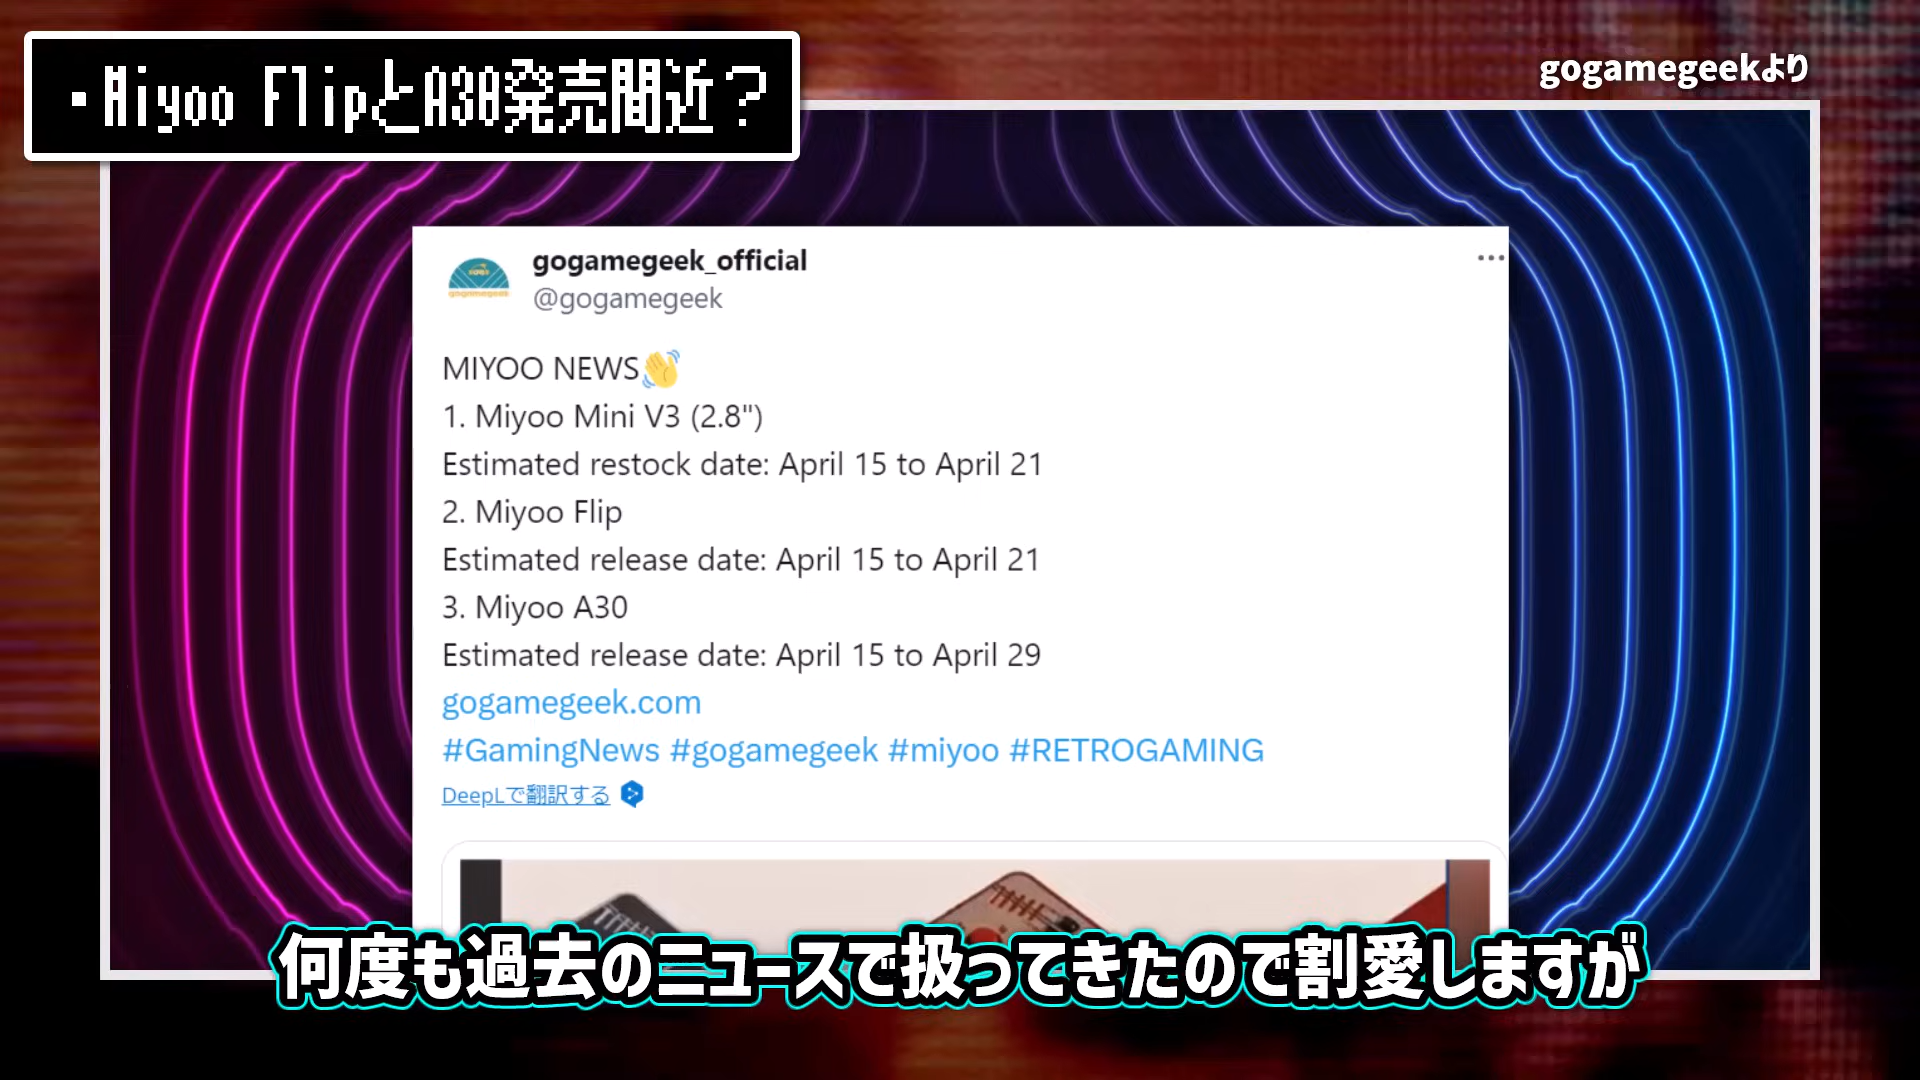 ・Miyoo FlipとA30発売間近？
gogamegeekより
gogamegeek_official
@gogamegeek
MIYOO NEWS👋
1. Miyoo Mini V3 (2.8")
Estimated restock date: April 15 to April 21
2. Miyoo Flip
Estimated release date: April 15 to April 21
3. Miyoo A30
Estimated release date: April 15 to April 29
gogamegeek.com
#GamingNews #gogamegeek #miyoo #RETROGAMING
DeepLで翻訳する
何度も過去のニュースで扱ってきたので割愛しますが